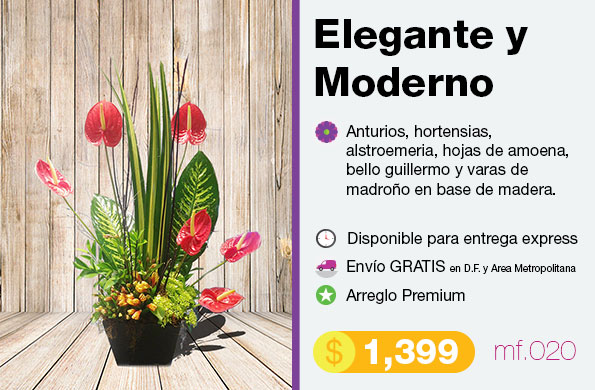 Elegante y
Moderno
Anturios, hortensias,
alstroemeria, hojas de amoena,
bello guillermo y varas de
madroño en base de madera.
Disponible para entrega express
Envío GRATIS en D.F. y Area Metropolitana
Arreglo Premium
$ 1,399 mf.020